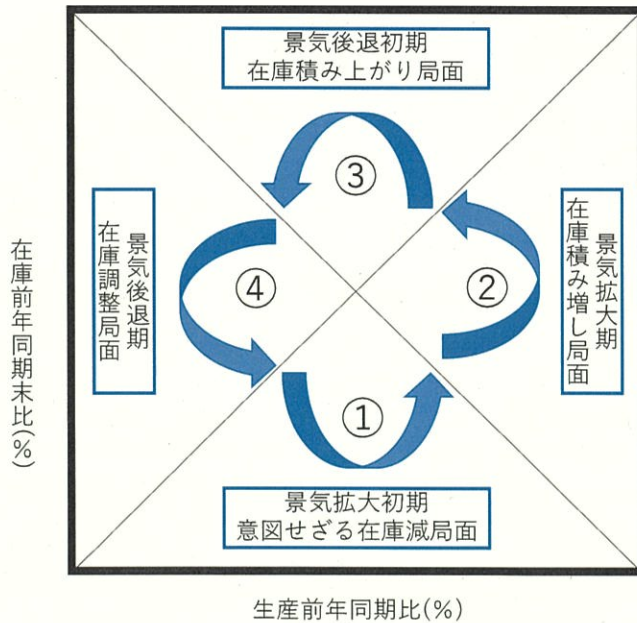 景気後退初期
在庫積み上がり局面
③
景気後退期
在庫調整局面
④
②
景気拡大期
在庫積み増し局面
①
景気拡大初期
意図せざる在庫減局面
在庫前年同期末比(%)
生産前年同期比(%)